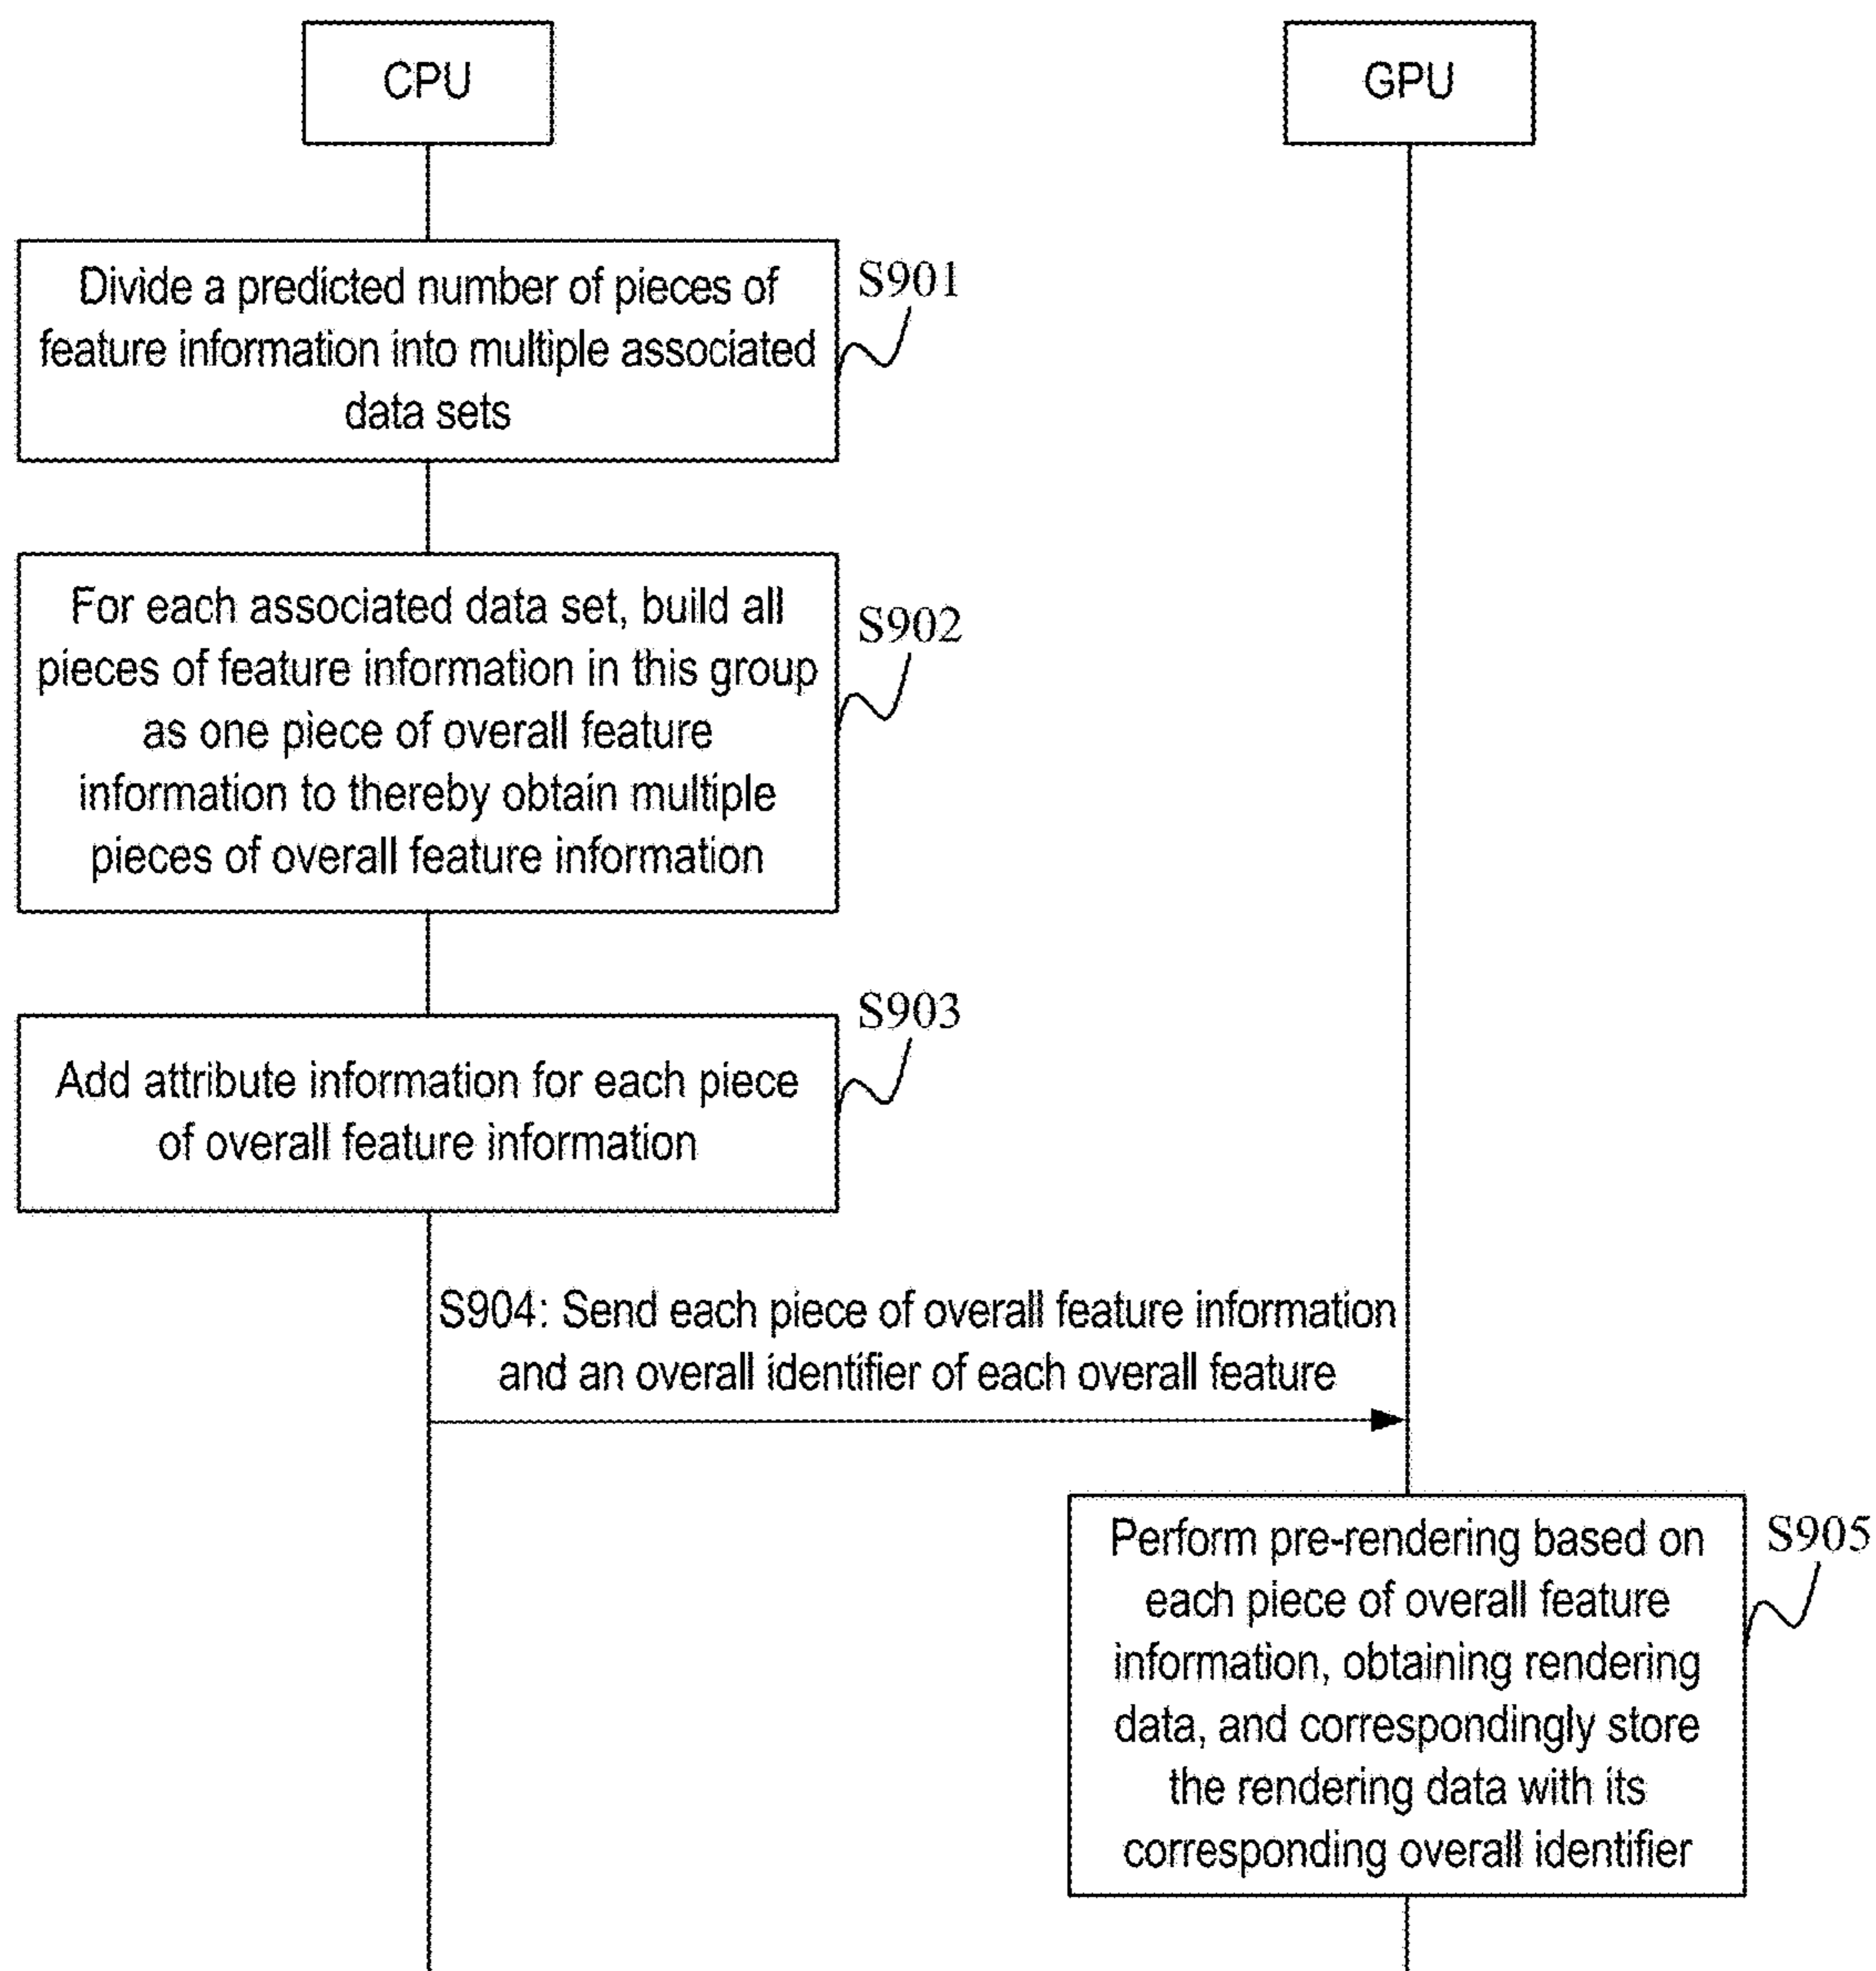 CPU
GPU
Divide a predicted number of pieces of
feature information into multiple associated
data sets
S901
For each associated data set, build all
pieces of feature information in this group
as one piece of overall feature
information to thereby obtain multiple
pieces of overall feature information
S902
Add attribute information for each piece
of overall feature information
S903
S904: Send each piece of overall feature information
and an overall identifier of each overall feature
Perform pre-rendering based on
each piece of overall feature
information, obtaining rendering
data, and correspondingly store
the rendering data with its
corresponding overall identifier
S905